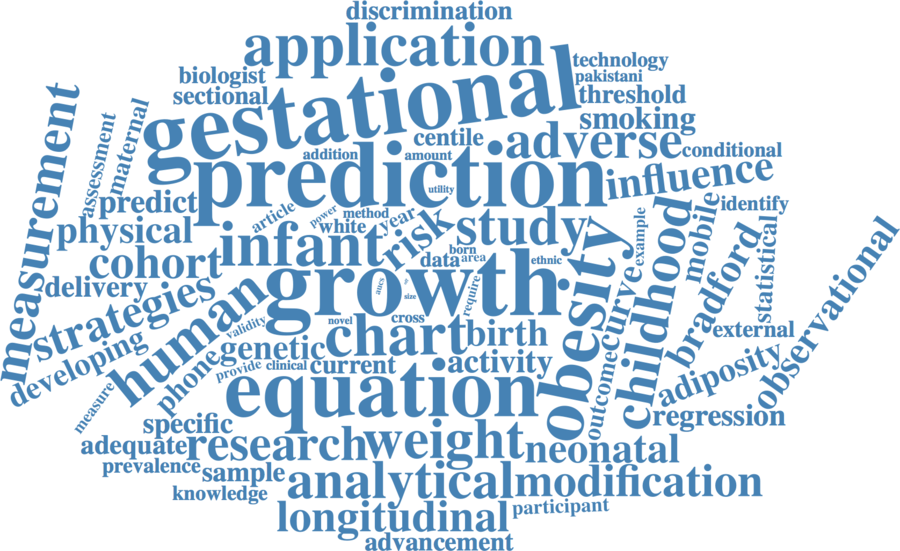 discrimination
application
technology
biologist
pakistani
sectional
gestational
threshold
smoking
measurement
assessment
maternal
centile
adverse
conditional
addition
amount
prediction
utility
influence
predict
identify
article
power
method
white
year
risk
study
physical
infant
data
born
area
ethnic
example
mobile
childhood
statistical
observational
cohort
delivery
strategies
human
growth
aucs
p
size
require
obesity
curve
bradford
developing
validity
novel
cross
chart
birth
external
genetic
phone
provide
clinical
current
activity
outcome
adiposity
measure
equation
regression
specific
adequate
research
weight
neonatal
prevalence
sample
knowledge
analytical
modification
longitudinal
participant
advancement